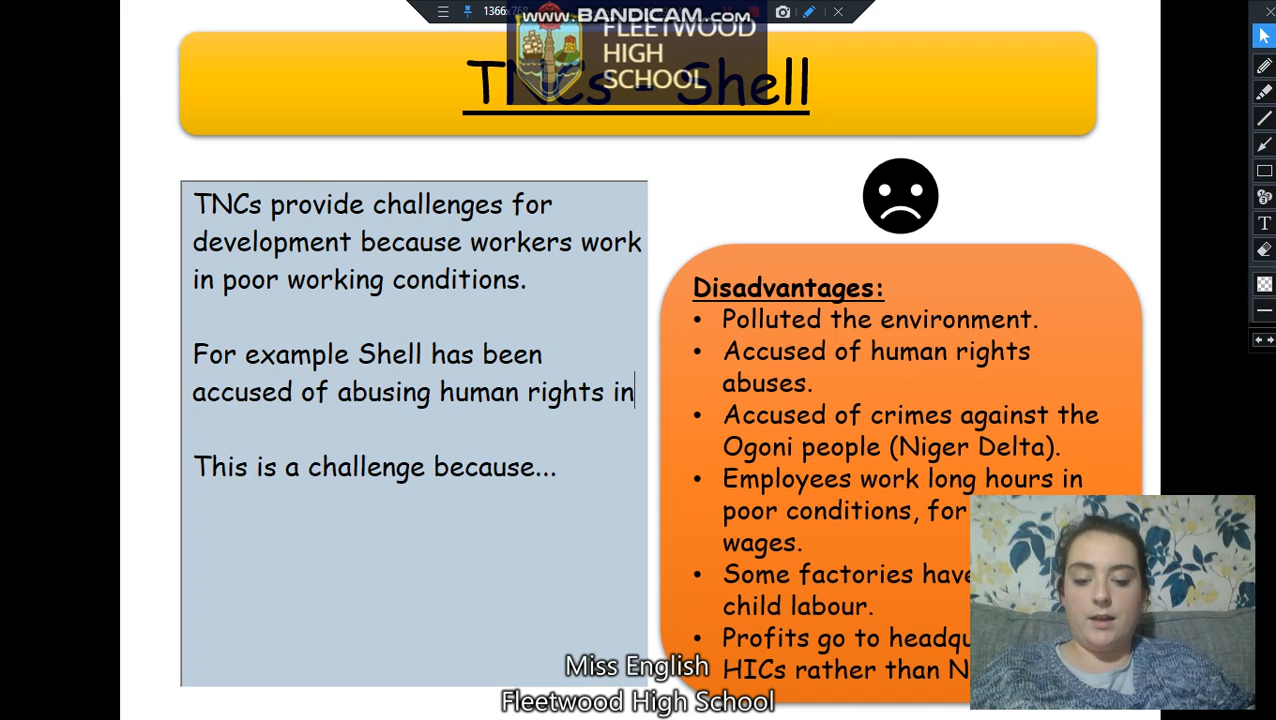 1366x768
www.BANDICAM.com
FLEETWOOD
HIGH
SCHOOL
TNCs - Shell
TNCs provide challenges for
development because workers work
in poor working conditions.
For example Shell has been
accused of abusing human rights in
This is a challenge because...
Disadvantages:
• Polluted the environment.
• Accused of human rights
abuses.
• Accused of crimes against the
Ogoni people (Niger Delta).
• Employees work long hours in
poor conditions, for
wages.
• Some factories have
child labour.
• Profits go to
HICs rather than
Miss English
Fleetwood High School